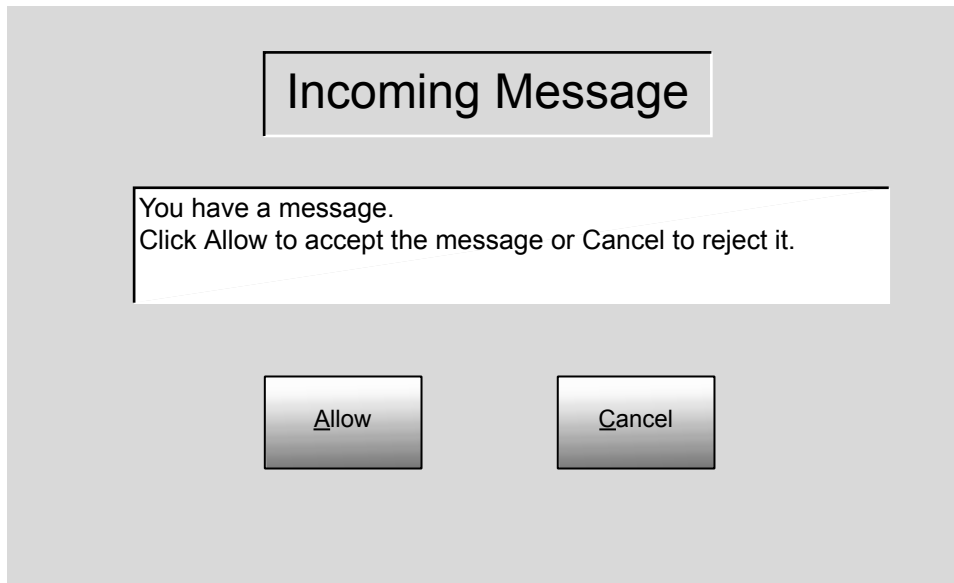 Incoming Message
You have a message.
Click Allow to accept the message or Cancel to reject it.
Allow
Cancel